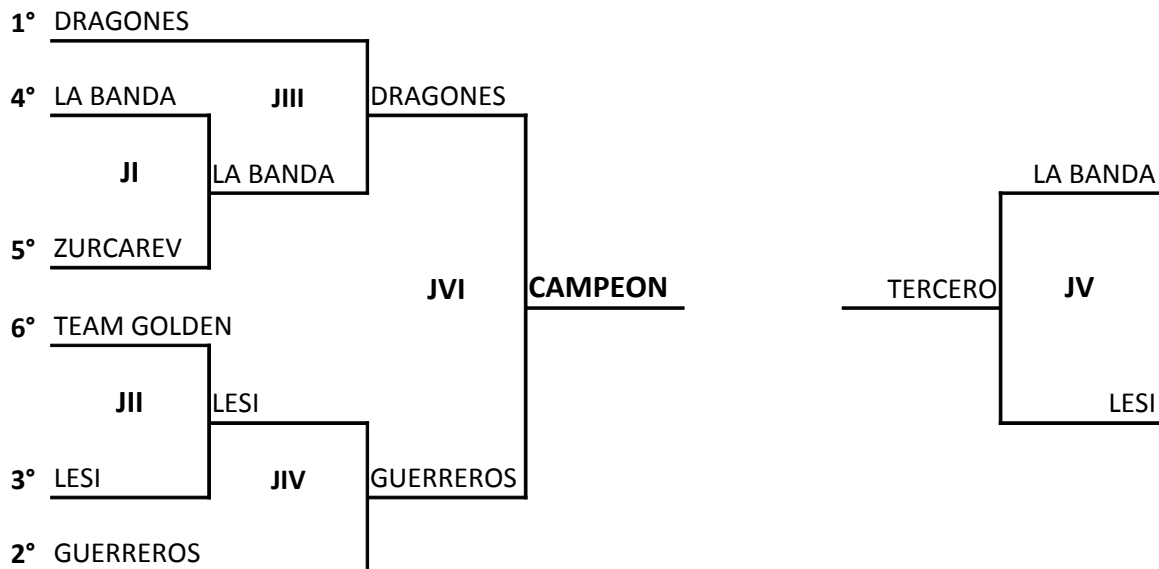 1° DRAGONES
4° LA BANDA JIII DRAGONES
JI LA BANDA LA BANDA
5° ZURCAREV
JVI CAMPEON TERCERO JV
6° TEAM GOLDEN
JII LESI LESI
3° LESI JIV GUERREROS
2° GUERREROS